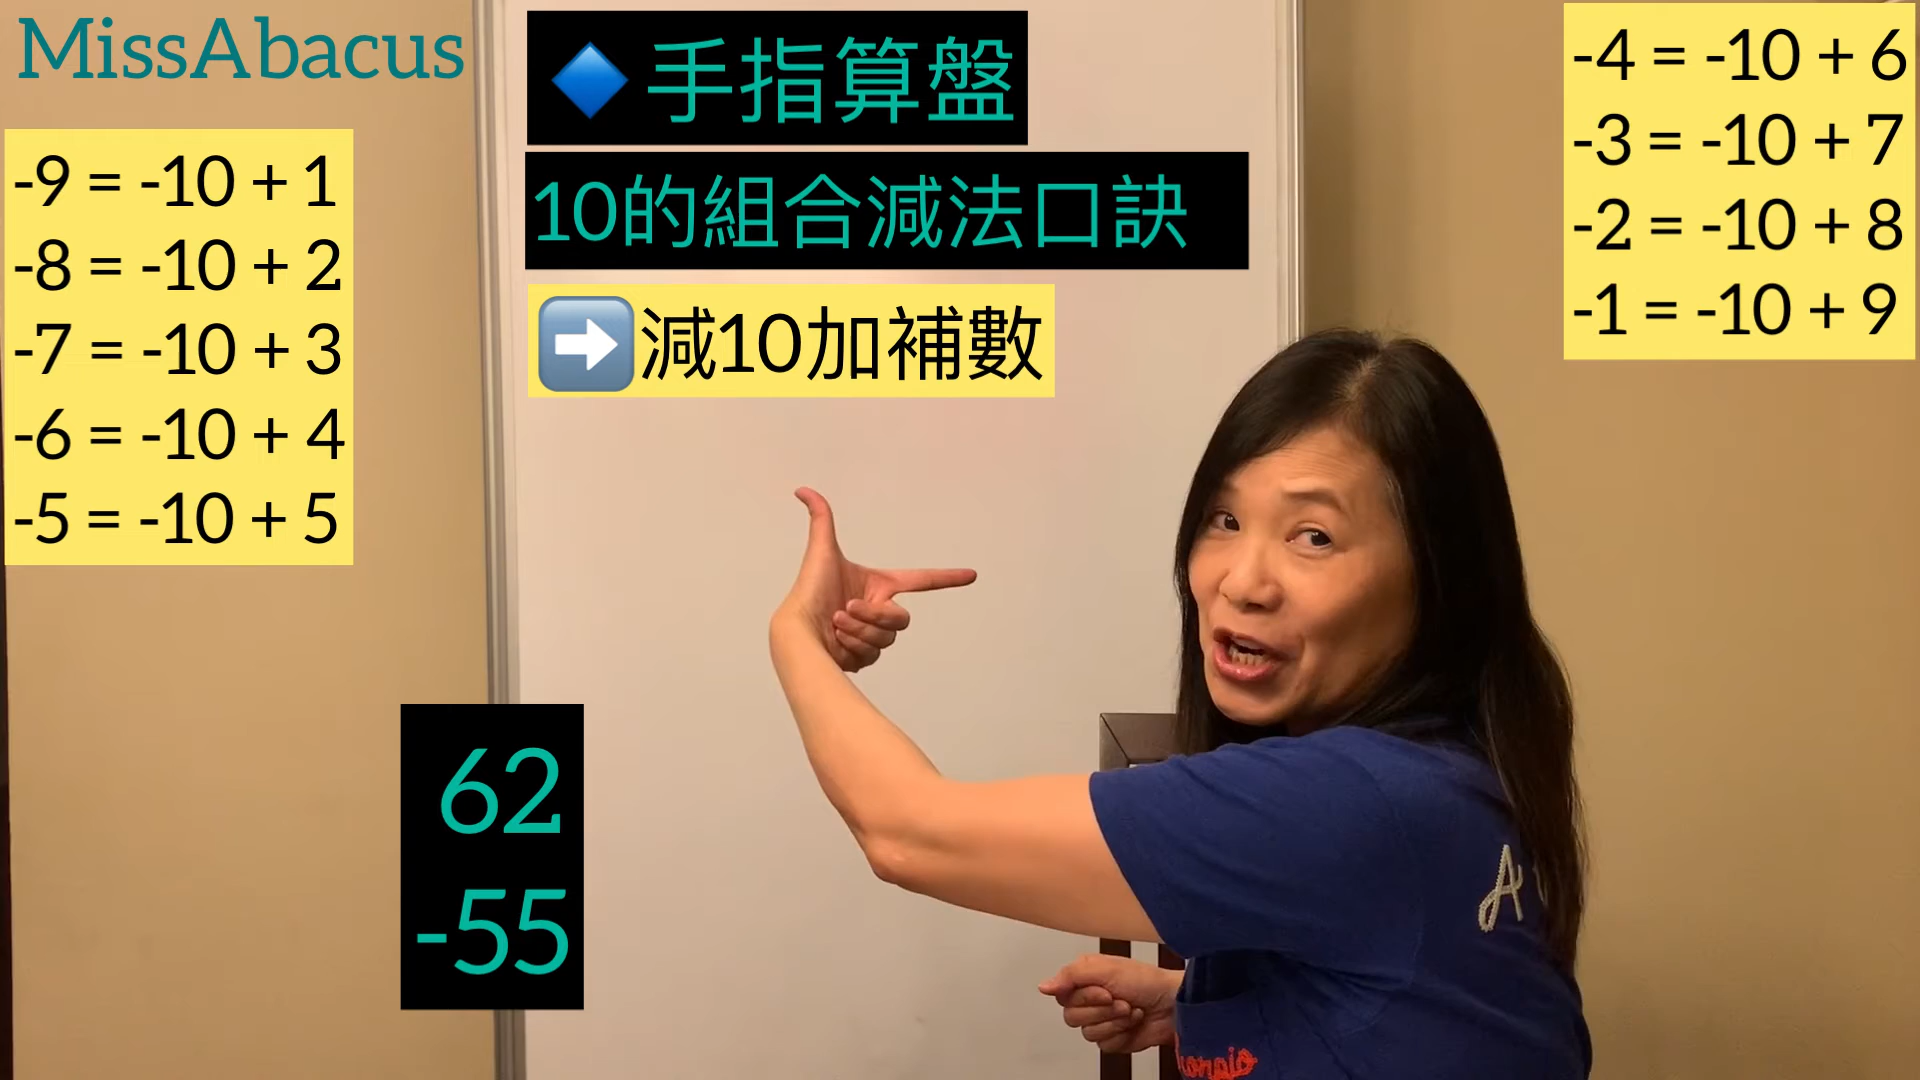 MissAbacus
🔷 手指算盤
10的組合減法口訣
➡️減10加補數
-9 = -10 + 1
-8 = -10 + 2
-7 = -10 + 3
-6 = -10 + 4
-5 = -10 + 5
-4 = -10 + 6
-3 = -10 + 7
-2 = -10 + 8
-1 = -10 + 9
62
-55